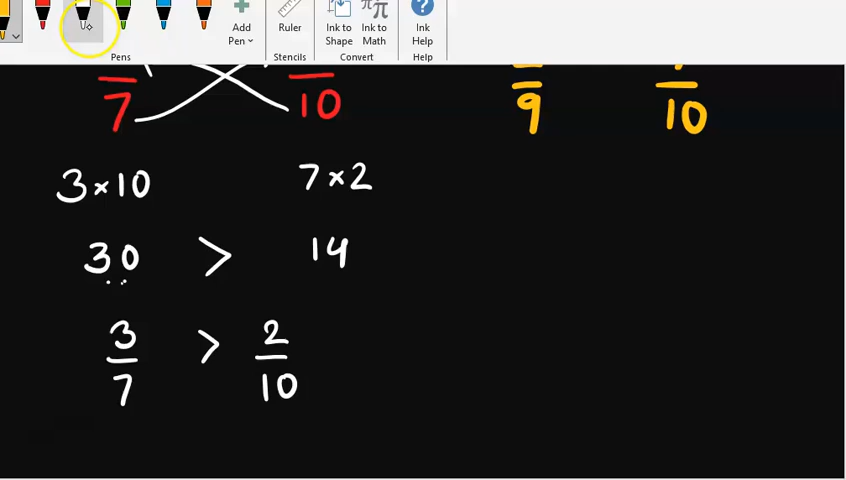 Add Pen
Ruler
Ink to Shape
Ink to Math
Ink Help
Pens
Stencils
Convert
Help
7
10
9
10
3 × 10
7 × 2
30 > 14
3/7 > 2/10